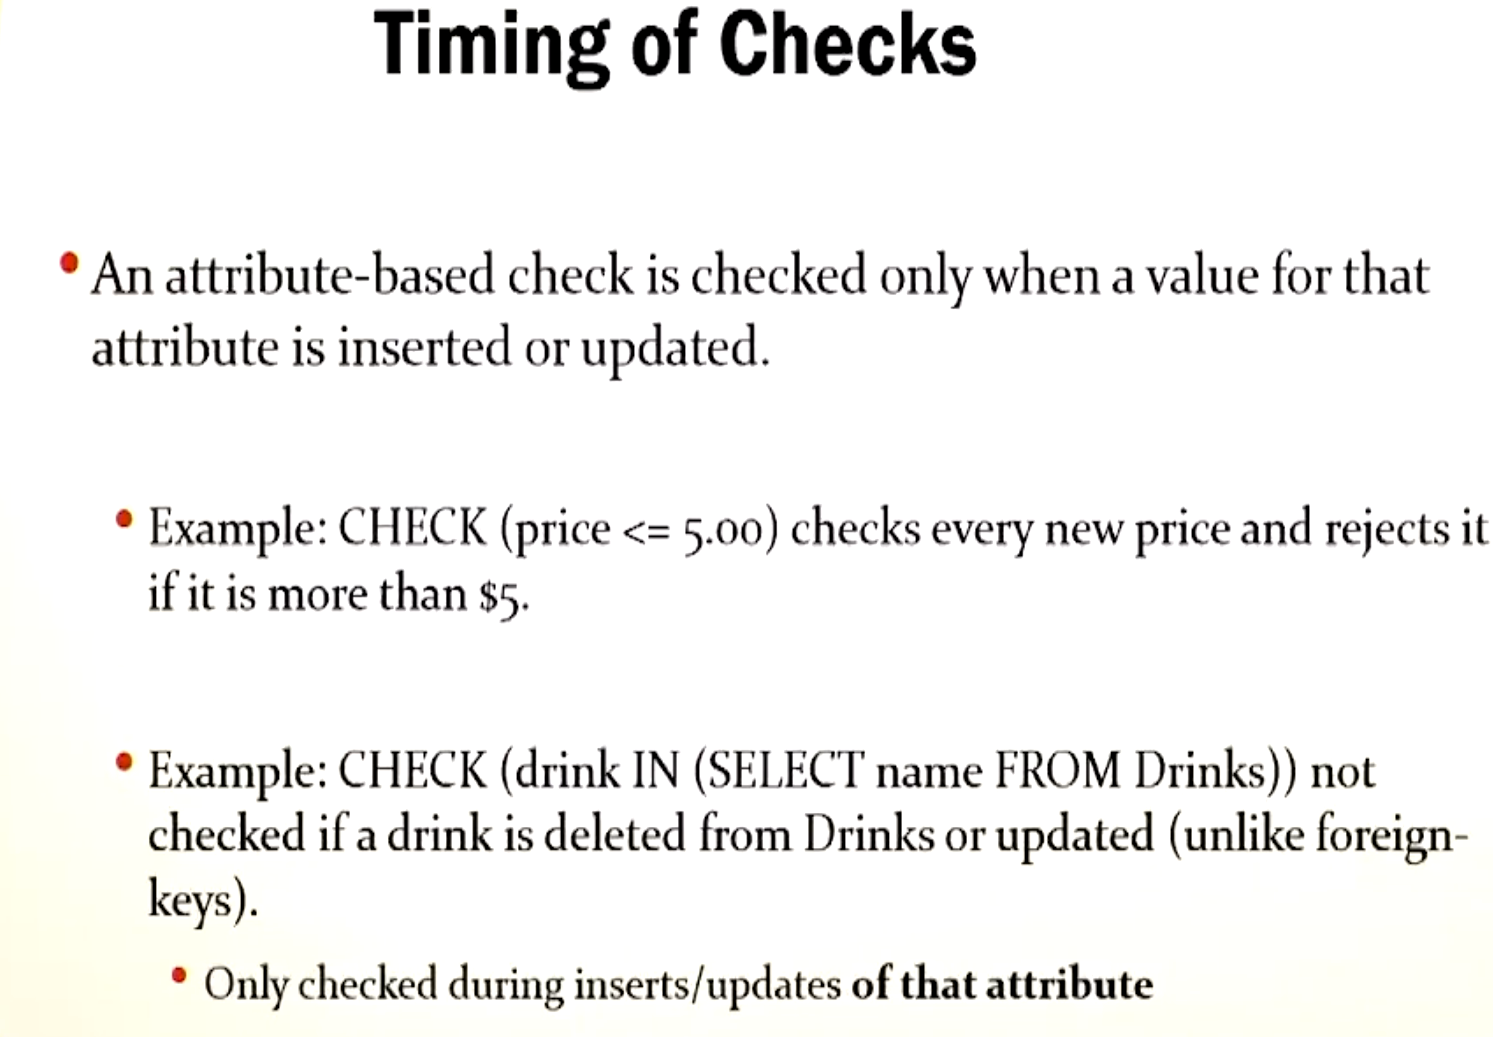 Timing of Checks
• An attribute-based check is checked only when a value for that
attribute is inserted or updated.
• Example: CHECK (price <= 5.00) checks every new price and rejects it
if it is more than $5.
• Example: CHECK (drink IN (SELECT name FROM Drinks)) not
checked if a drink is deleted from Drinks or updated (unlike foreign-
keys).
• Only checked during inserts/updates of that attribute